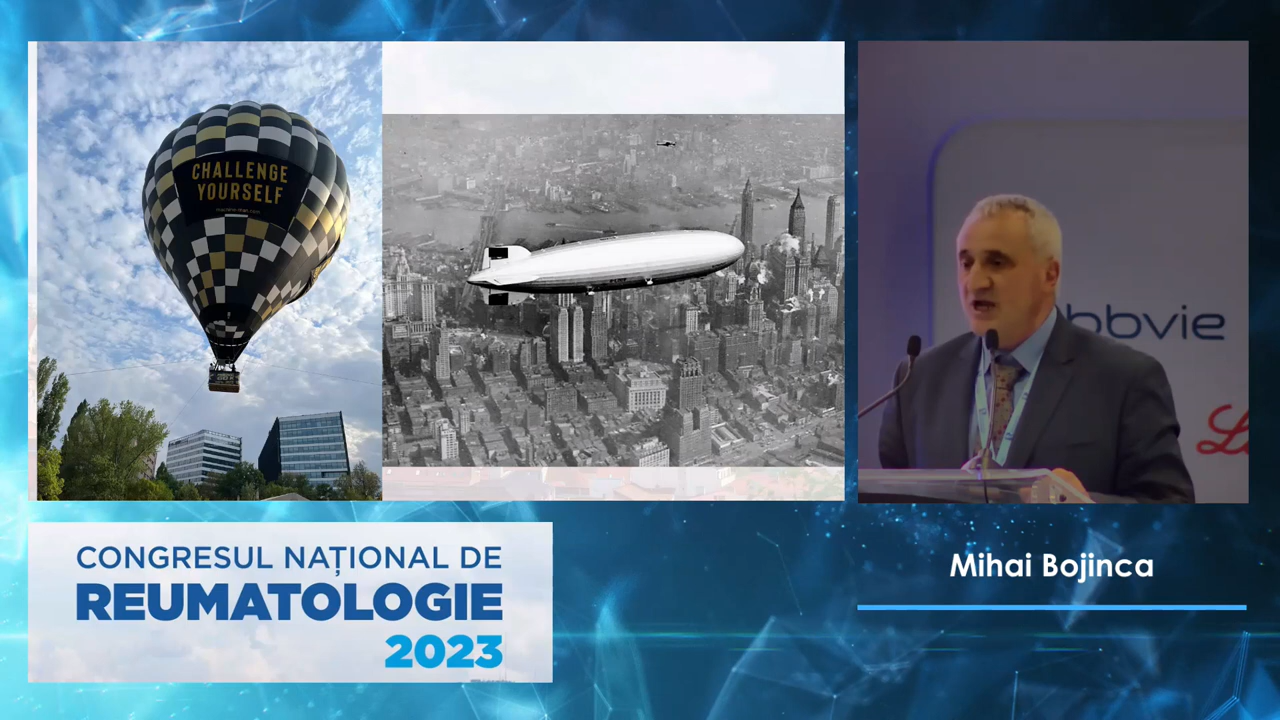 CHALLENGE
YOURSELF
bbvie
Mihai Bojinca
CONGRESUL NAȚIONAL DE
REUMATOLOGIE
2023